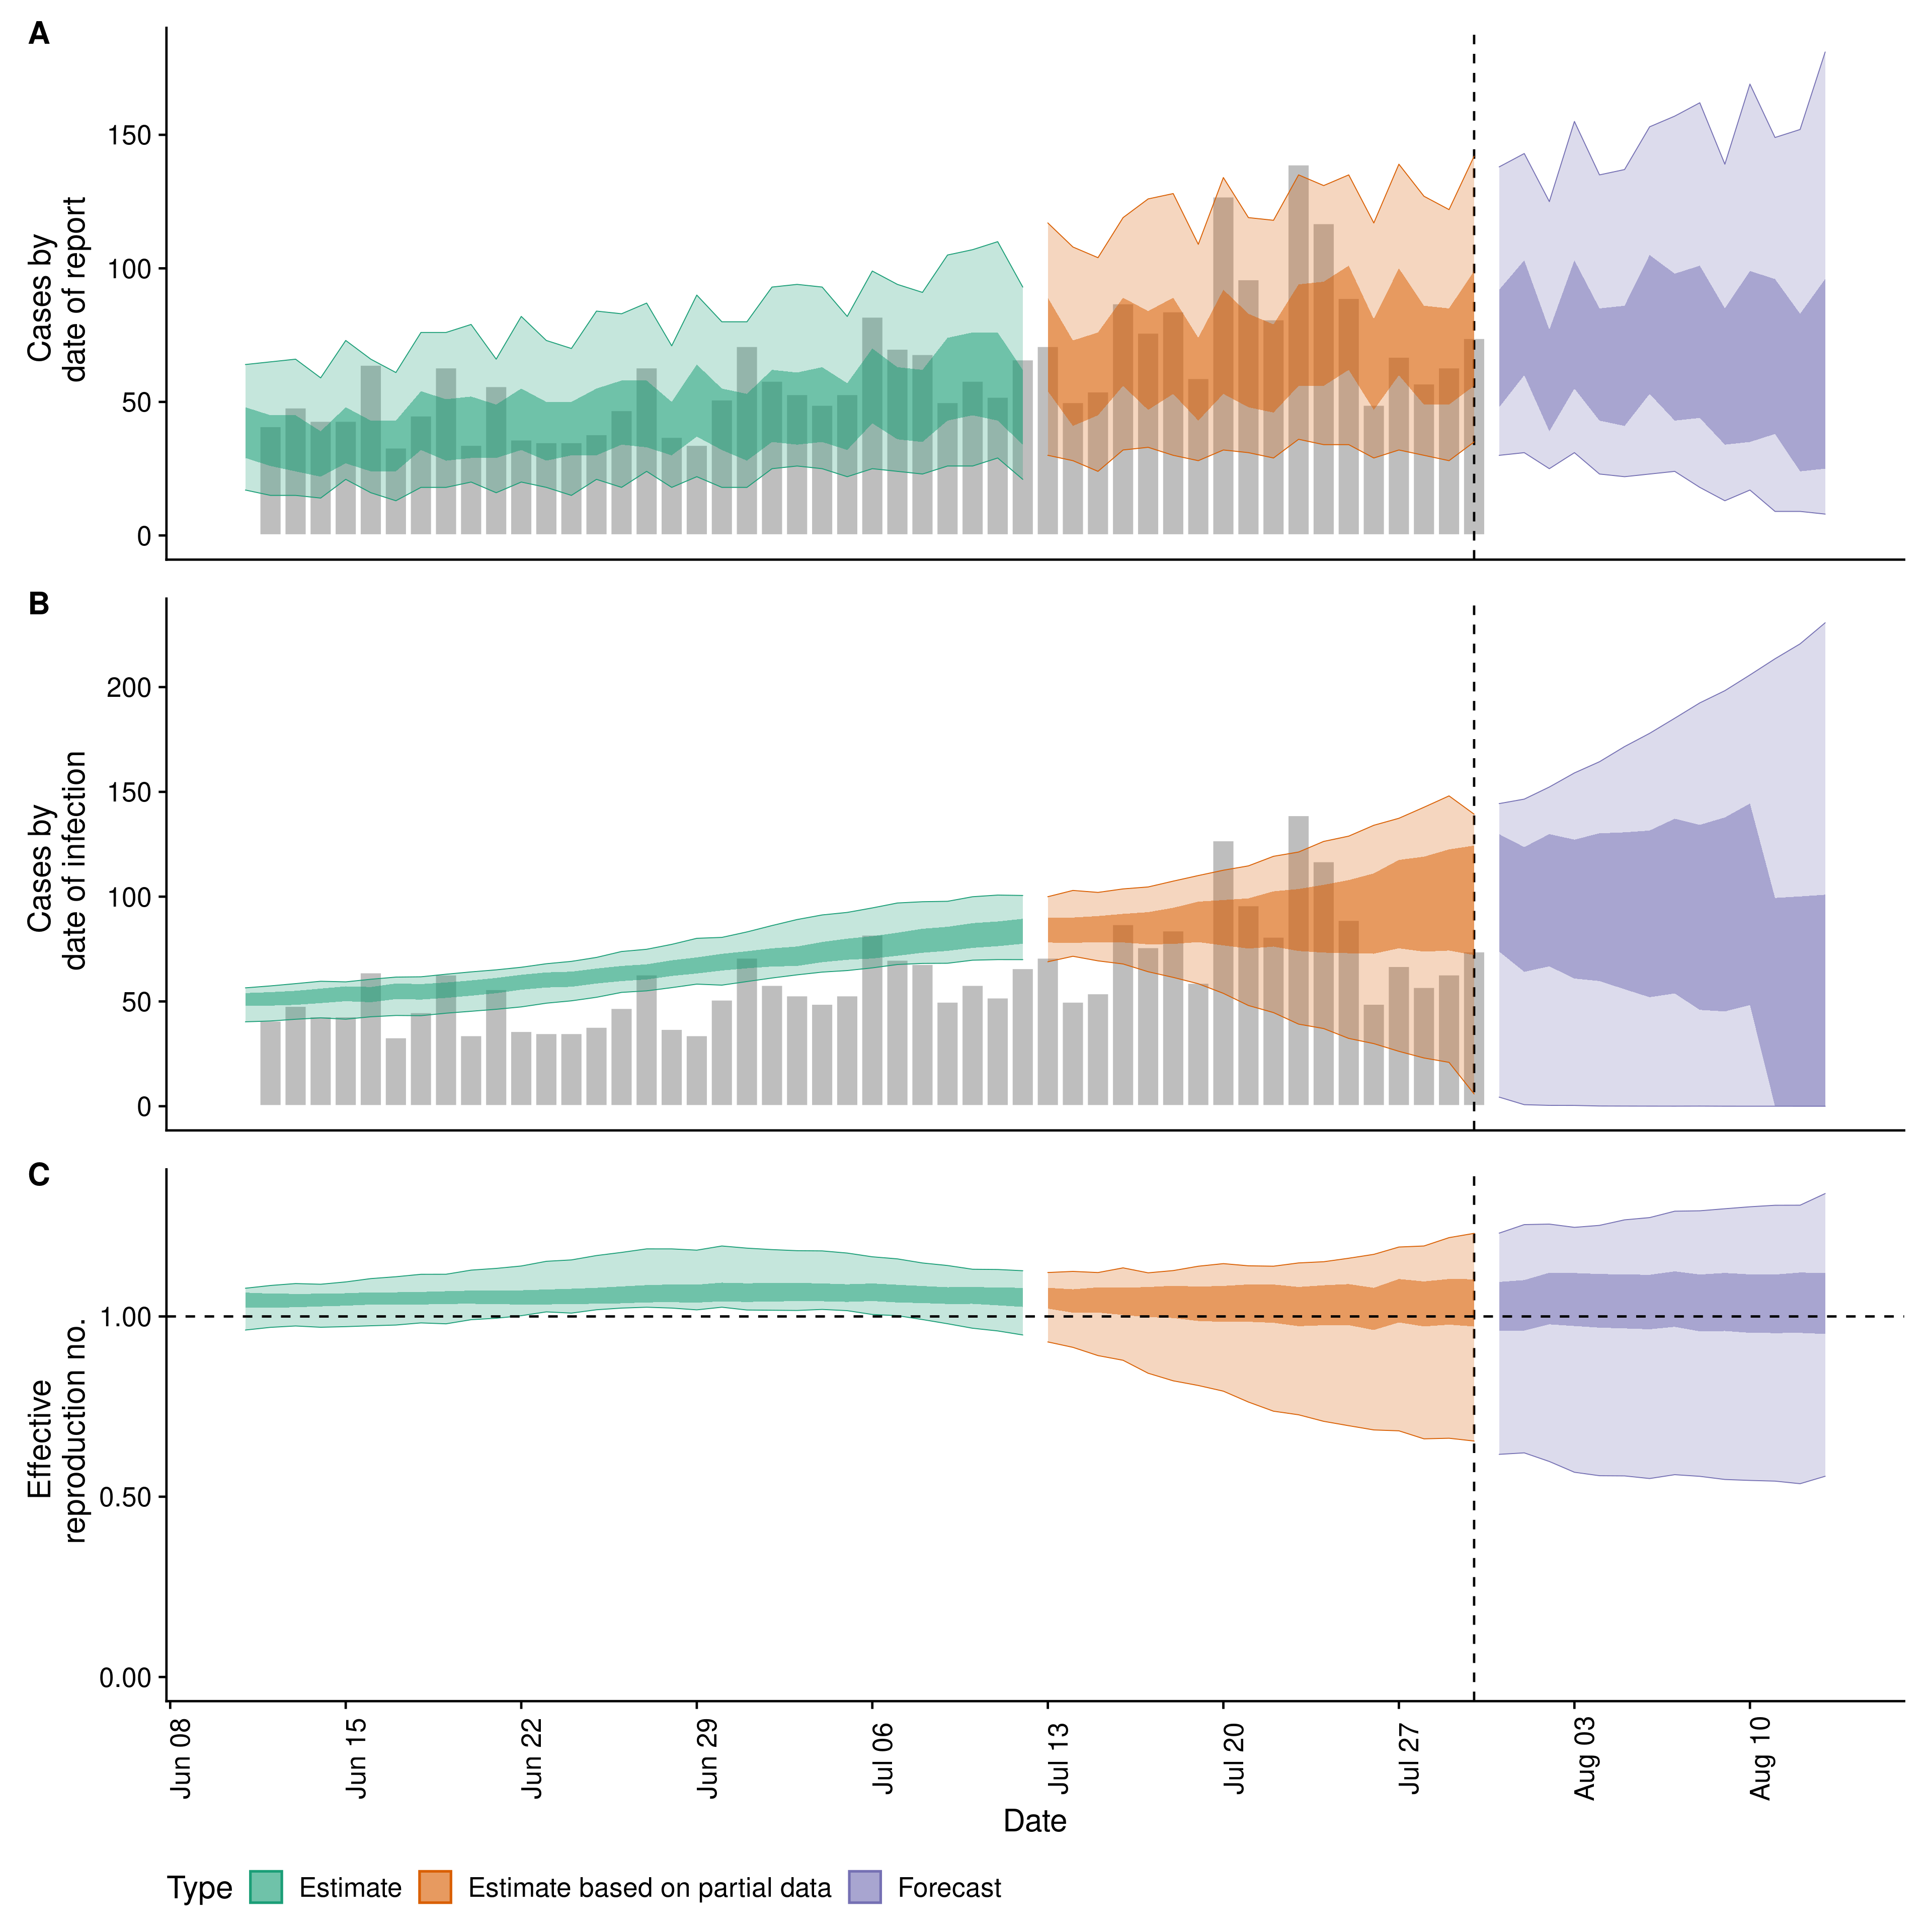 A
Cases by
date of report
150
100
50
0
B
Cases by
date of infection
200
150
100
50
0
C
Effective
reproduction no.
1.00
0.50
0.00
Jun 08
Jun 15
Jun 22
Jun 29
Jul 06
Jul 13
Jul 20
Jul 27
Aug 03
Aug 10
Date
Type Estimate Estimate based on partial data Forecast